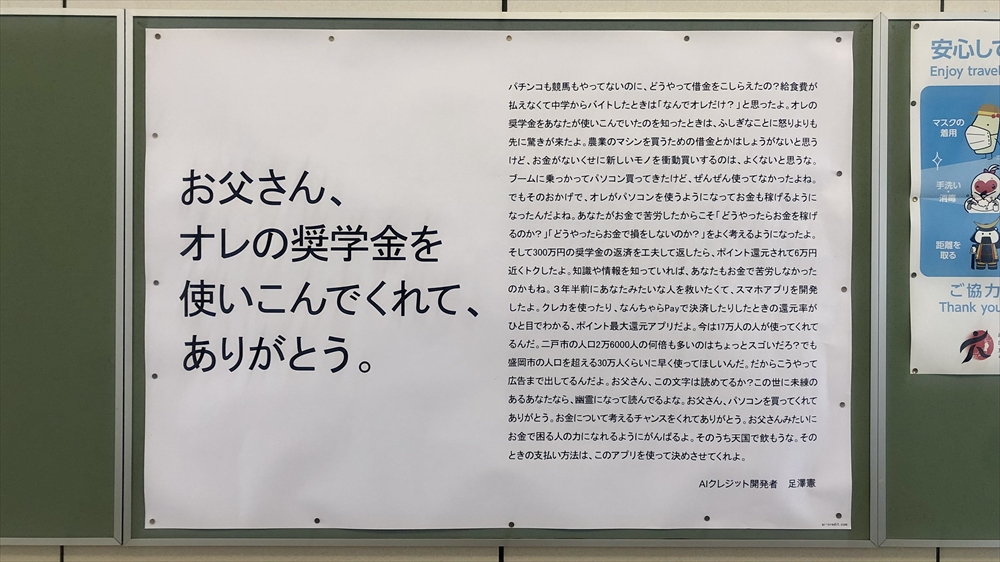 お父さん、
オレの奨学金を
使いこんでくれて、
ありがとう。
パチンコも競馬もやってないのに、どうやって借金をこしらえたの?給食費が
払えなくて中学からバイトしたときは「なんでオレだけ?」と思ったよ。オレの
奨学金をあなたが使いこんでいたのを知ったときは、ふしぎなことに怒りよりも
先に驚きが来たよ。農業のマシンを買うための借金とかはしょうがないと思う
けど、お金がないくせに新しいモノを衝動買いするのは、よくないと思うな。
ブームに乗っかってパソコン買ってきたけど、ぜんぜん使ってなかったよね。
でもそのおかげで、オレがパソコンを使うようになってお金も稼げるように
なったんだよね。あなたがお金で苦労したからこそ「どうやったらお金を稼げ
るのか?」「どうやったらお金で損をしないのか?」をよく考えるようになったよ。
そして300万円の奨学金の返済を工夫して返したら、ポイント還元されて6万円
近くトクしたよ。知識や情報を知っていれば、あなたもお金で苦労しなかった
のかもね。3年半前にあなたみたいな人を救いたくて、スマホアプリを開発
したよ。クレカを使ったり、なんちゃらPayで決済したりしたときの還元率が
ひと目でわかる、ポイント最大還元アプリだよ。今は17万人の人が使ってくれて
るんだ。二戸市の人口2万6000人の何倍も多いのはちょっとスゴいだろ?でも
盛岡市の人口を超える30万人くらいに早く使ってほしいんだ。だからこうやって
広告まで出してるんだよ。お父さん、この文字は読めてるか?この世に未練の
あるあなたなら、幽霊になって読んでるよな。お父さん、パソコンを買ってくれて
ありがとう。お金について考えるチャンスをくれてありがとう。お父さんみたいに
お金で困る人の力になれるようにがんばるよ。そのうち天国で飲もうな。その
ときの支払い方法は、このアプリを使って決めさせてくれよ。
AIクレジット開発者 足澤憲
ai-credit.com
安心して
Enjoy travel
マスクの
着用
手洗い
消毒
距離を
取る
ご協力
Thank you